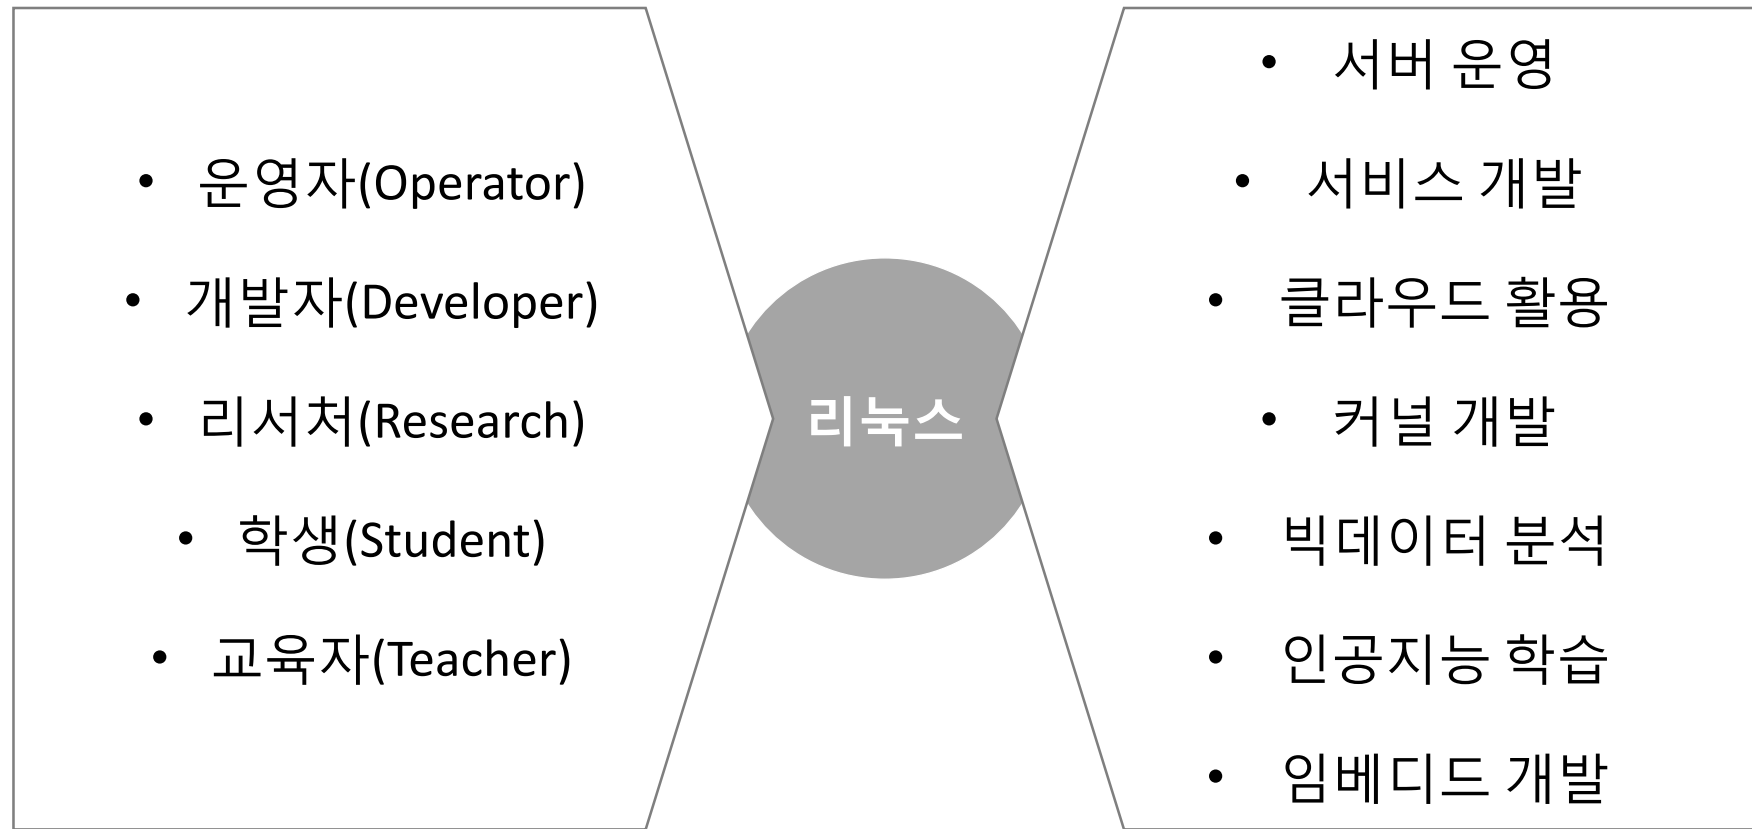 • 운영자(Operator)
• 개발자(Developer)
• 리서처(Research)
• 학생(Student)
• 교육자(Teacher)
리눅스
• 서버 운영
• 서비스 개발
• 클라우드 활용
• 커널 개발
• 빅데이터 분석
• 인공지능 학습
• 임베디드 개발